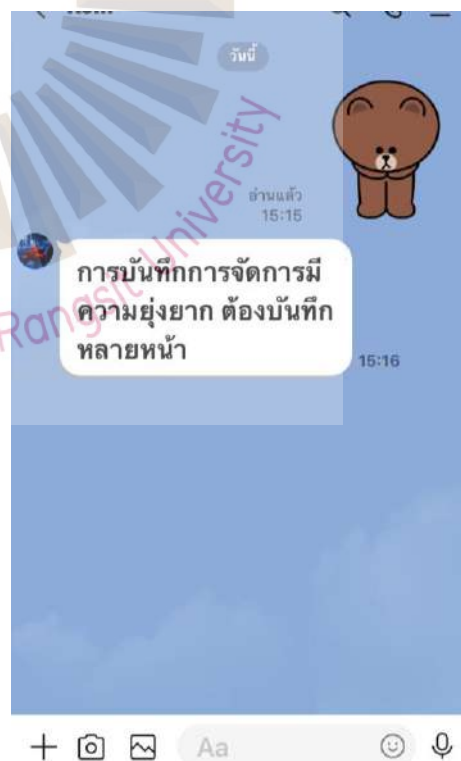 วันนี้
อ่านแล้ว
15:15
การบันทึกการจัดการมี
ความยุ่งยาก ต้องบันทึก
หลายหน้า
15:16
Rangsit University
Aa